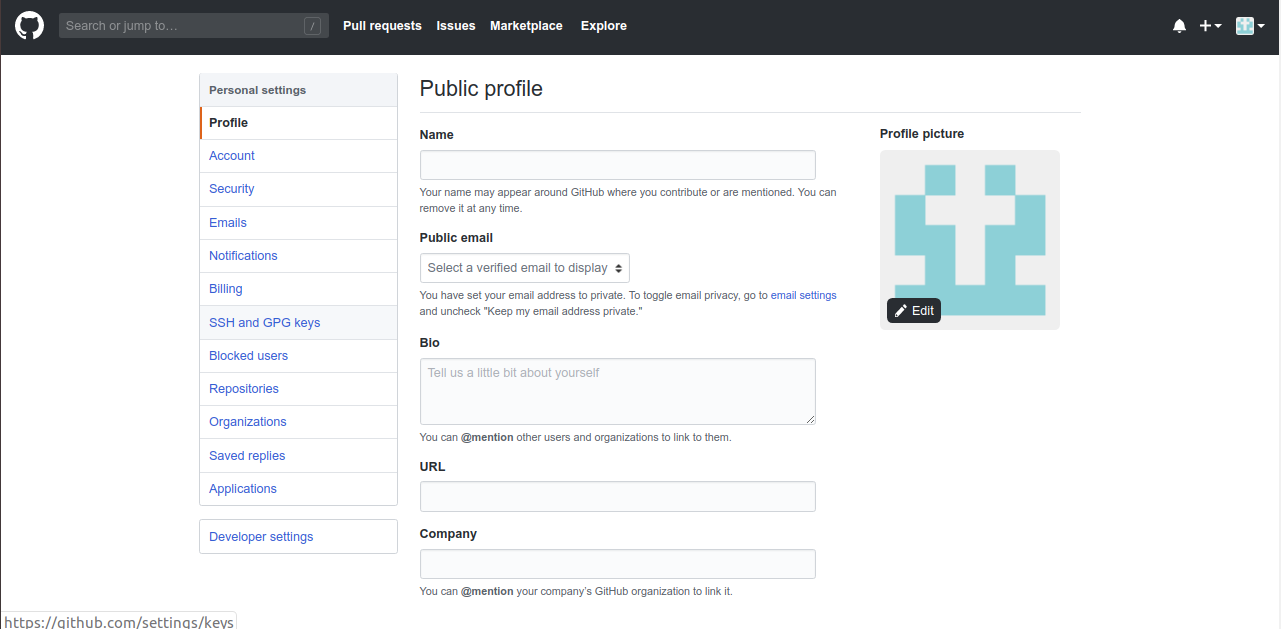 Search or jump to…
/
Pull requests
Issues
Marketplace
Explore
Personal settings
Profile
Account
Security
Emails
Notifications
Billing
SSH and GPG keys
Blocked users
Repositories
Organizations
Saved replies
Applications
Developer settings
Public profile
Name
Your name may appear around GitHub where you contribute or are mentioned. You can
remove it at any time.
Public email
Select a verified email to display
You have set your email address to private. To toggle email privacy, go to email settings
and uncheck "Keep my email address private."
Bio
Tell us a little bit about yourself
You can @mention other users and organizations to link to them.
URL
Company
You can @mention your company's GitHub organization to link it.
Profile picture
Edit
https://github.com/settings/keys